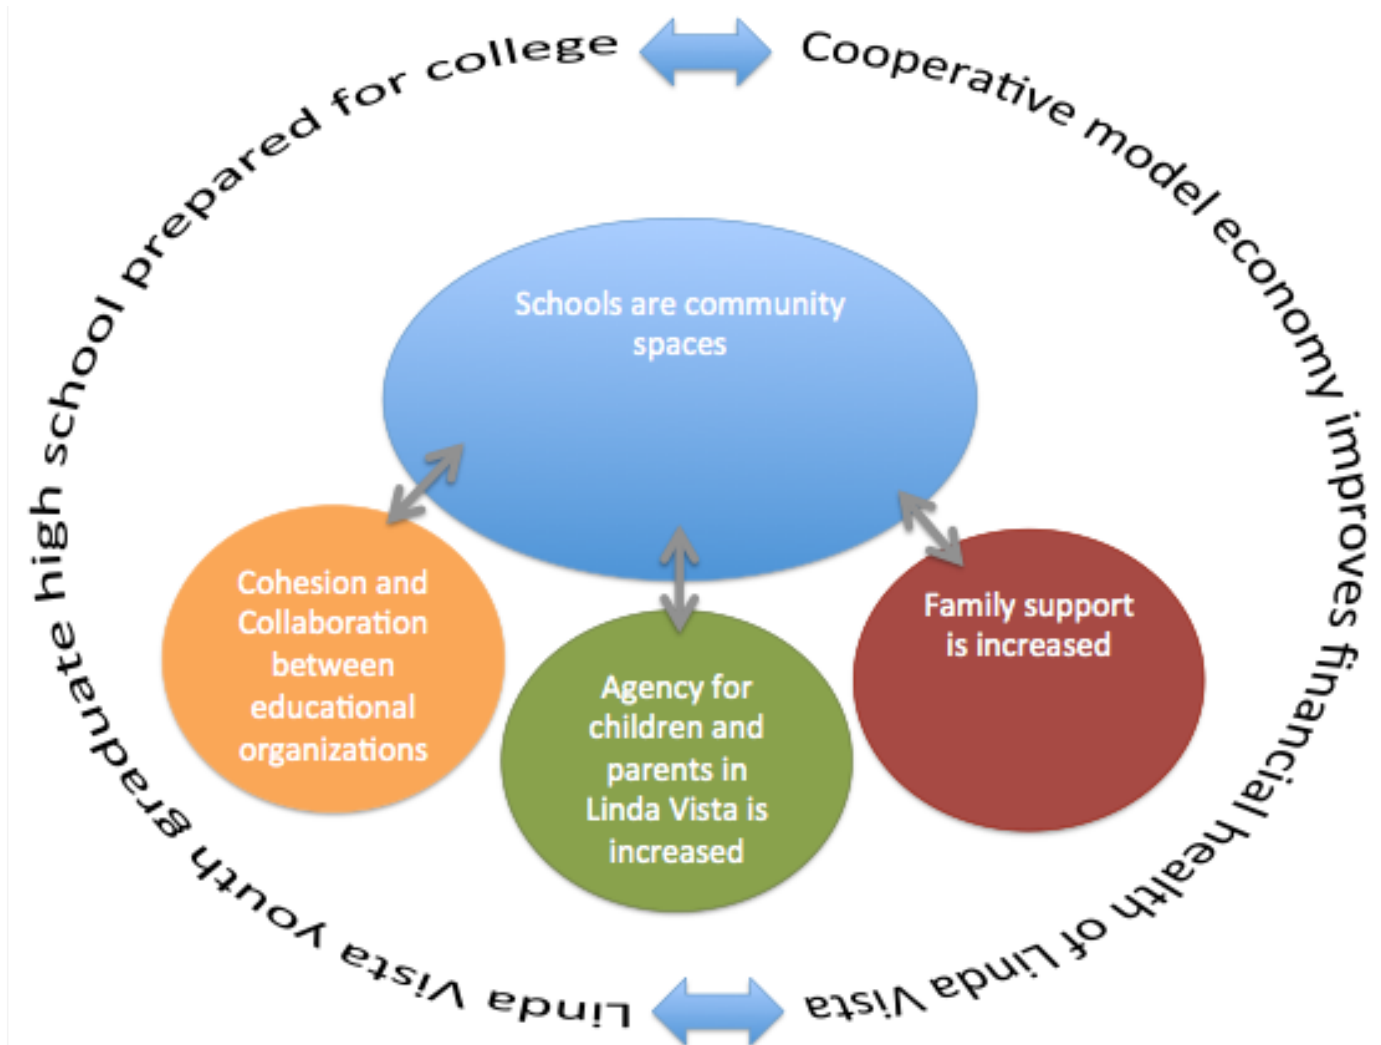 Linda Vista youth graduate high school prepared for college
Cooperative model economy improves financial health of Linda Vista
Schools are community
spaces
Cohesion and
Collaboration
between
educational
organizations
Agency for
children and
parents in
Linda Vista is
increased
Family support
is increased